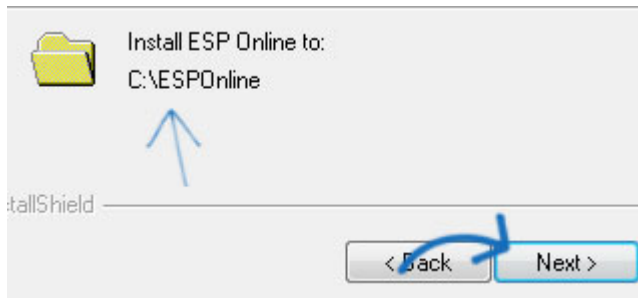 Install ESP Online to:
C:\ESPOnline
tallShield
< Back
Next >